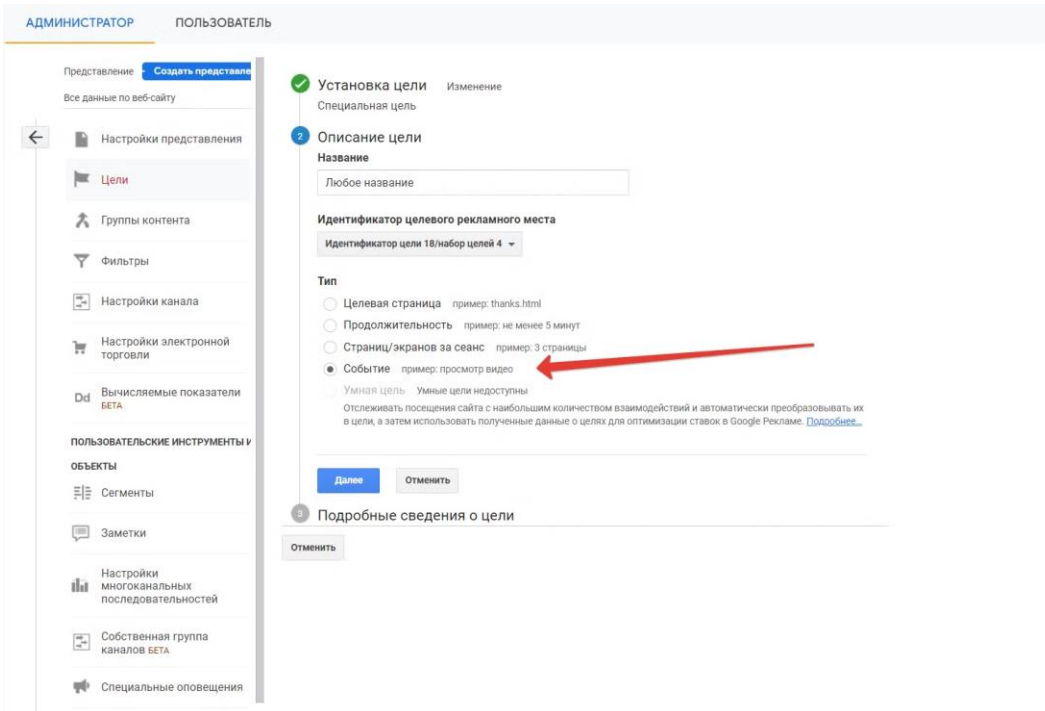 АДМИНИСТРАТОР ПОЛЬЗОВАТЕЛЬ
Представление Создать представле
Все данные по веб-сайту
Настройки представления
Цели
Группы контента
Фильтры
Настройки канала
Настройки электронной
торговли
Dd Вычисляемые показатели
БЕТА
ПОЛЬЗОВАТЕЛЬСКИЕ ИНСТРУМЕНТЫ И
ОБЪЕКТЫ
Сегменты
Заметки
Настройки
многоканальных
последовательностей
Собственная группа
каналов БЕТА
Специальные оповещения
Установка цели Изменение
Специальная цель
2 Описание цели
Название
Любое название
Идентификатор целевого рекламного места
Идентификатор цели 18/набор целей 4
Тип
Целевая страница пример: thanks.html
Продолжительность пример: не менее 5 минут
Страниц/экранов за сеанс пример: 3 страницы
Событие пример: просмотр видео
Умная цель Умные цели недоступны
Отслеживать посещения сайта с наибольшим количеством взаимодействий и автоматически преобразовывать их
в цели, а затем использовать полученные данные о целях для оптимизации ставок в Google Рекламе. Подробнее...
Далее Отменить
3 Подробные сведения о цели
Отменить